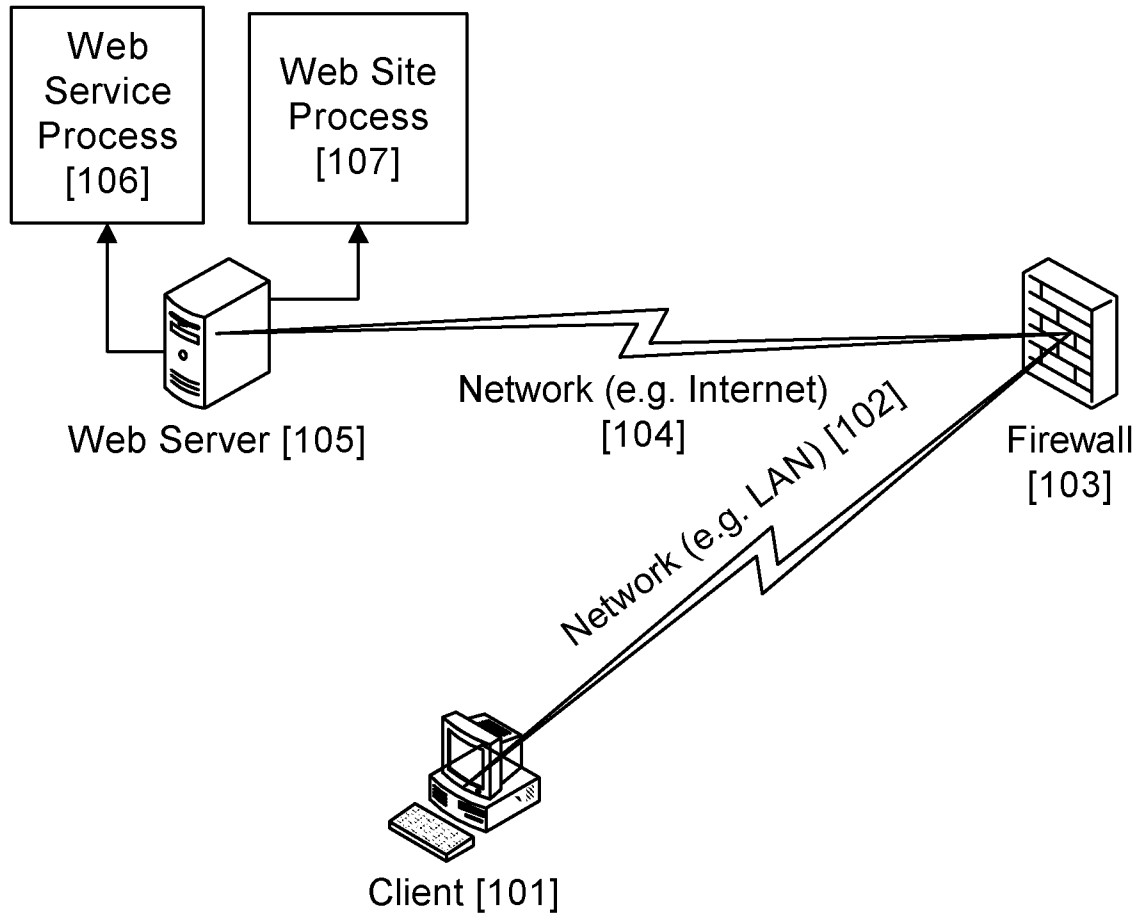 Web
Service
Process
[106]
Web Site
Process
[107]
Web Server [105]
Network (e.g. Internet)
[104]
Network (e.g. LAN) [102]
Firewall
[103]
Client [101]